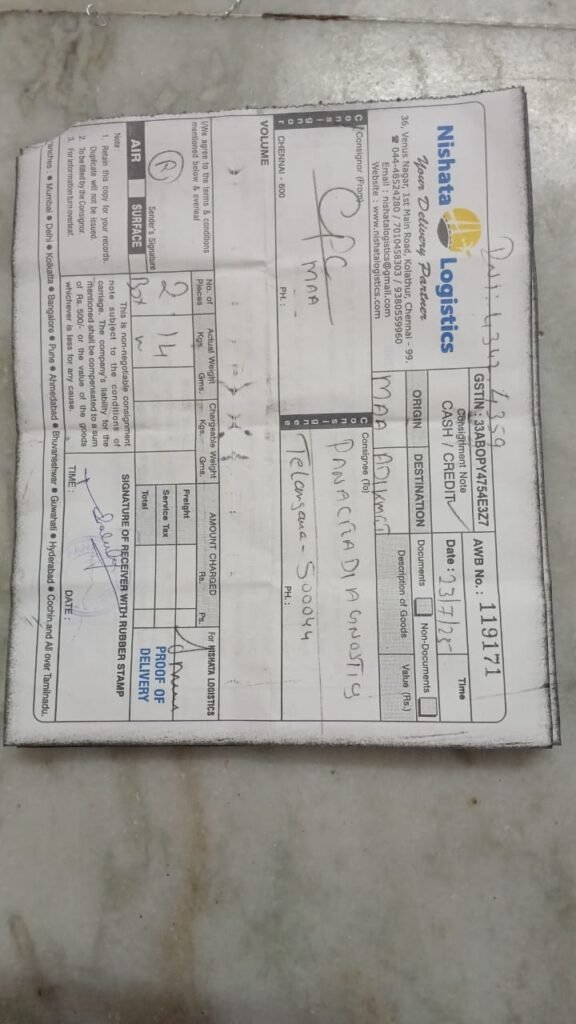 Nishata Logistics
Your Delivery Partner
36, Venus Nagar, 1st Main Road, Kolathur, Chennai - 99.
☎ 044-48524280 / 7010458303 / 9380559960
Email : nishatalogistics@gmail.com
Website : www.nishatalogistics.com
GSTIN : 33ABOPY4754E3Z7
Consignment Note
CASH / CREDIT
AWB No. : 119171
Date : 23/7/25
Time
ORIGIN
DESTINATION
MAA
Documents
Non-Documents
Description of Goods
Value (Rs.)
Consignor
Consignor (From)
CFC
MAA
CHENNAI - 600
PH. :
Consignee
Consignee (To)
Telangana - 500044
PH. :
VOLUME
I/We agree to the terms & conditions
mentioned below & overleaf
Sender's Signature
AIR
SURFACE
No. of Places
Actual Weight
Kgs. Gms.
Chargeable Weight
Kgs. Gms.
2
14
Box
AMOUNT CHARGED
Rs. Ps.
Freight
Service Tax
Total
For NISHATA LOGISTICS
PROOF OF
DELIVERY
Note :
1. Retain this copy for your records.
Duplicate will not be issued.
2. To be filled by the Consignor.
3. For information turn overleaf.
This is non-negotiable consignment
note subject to the conditions of
carriage. The company's liability for the
mentioned shall be compensated to a sum
of Rs. 500/- or the value of the goods
whichever is less for any cause.
SIGNATURE OF RECEIVER WITH RUBBER STAMP
TIME :
DATE :
ranches : ● Mumbai ● Delhi ● Kolkatta ● Bangalore ● Pune ● Ahmedabad ● Bhuvaneshwar ● Guwahati ● Hyderabad ● Cochin, and All over Tamilnadu.